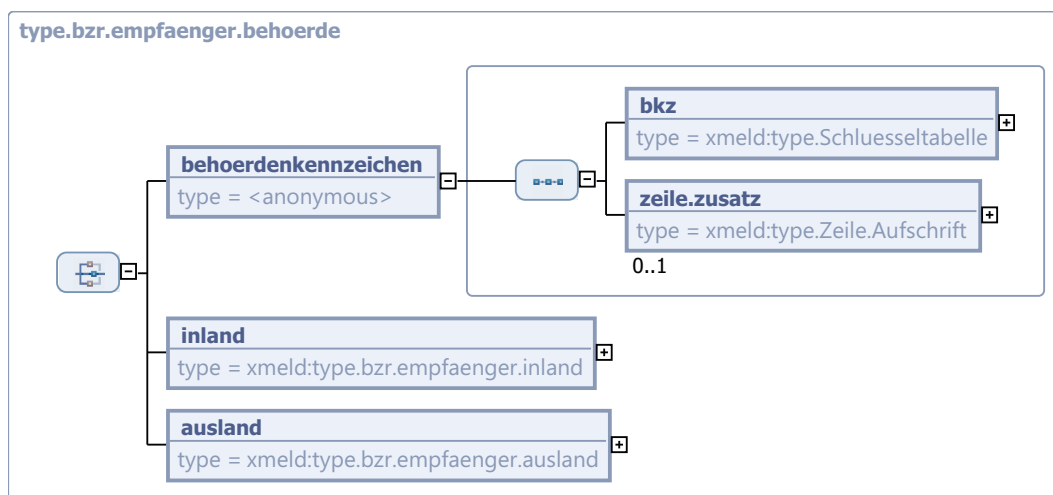 type.bzr.empfaenger.behoerde
bkz
type = xmeld:type.Schluesseltabelle
behoerdenkennzeichen
type = <anonymous>
zeile.zusatz
type = xmeld:type.Zeile.Aufschrift
0..1
inland
type = xmeld:type.bzr.empfaenger.inland
ausland
type = xmeld:type.bzr.empfaenger.ausland